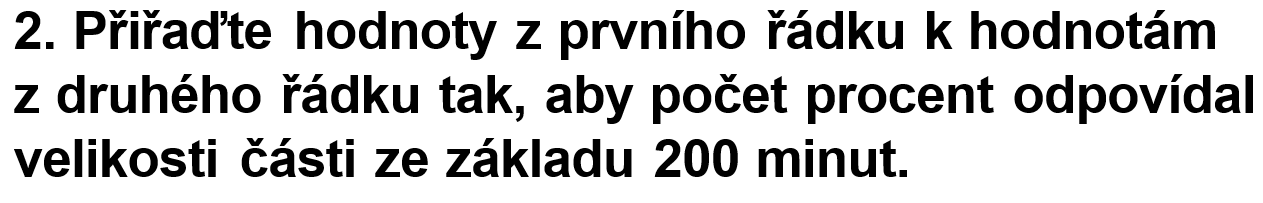 2. Přiřaďte hodnoty z prvního řádku k hodnotám
z druhého řádku tak, aby počet procent odpovídal
velikosti části ze základu 200 minut.